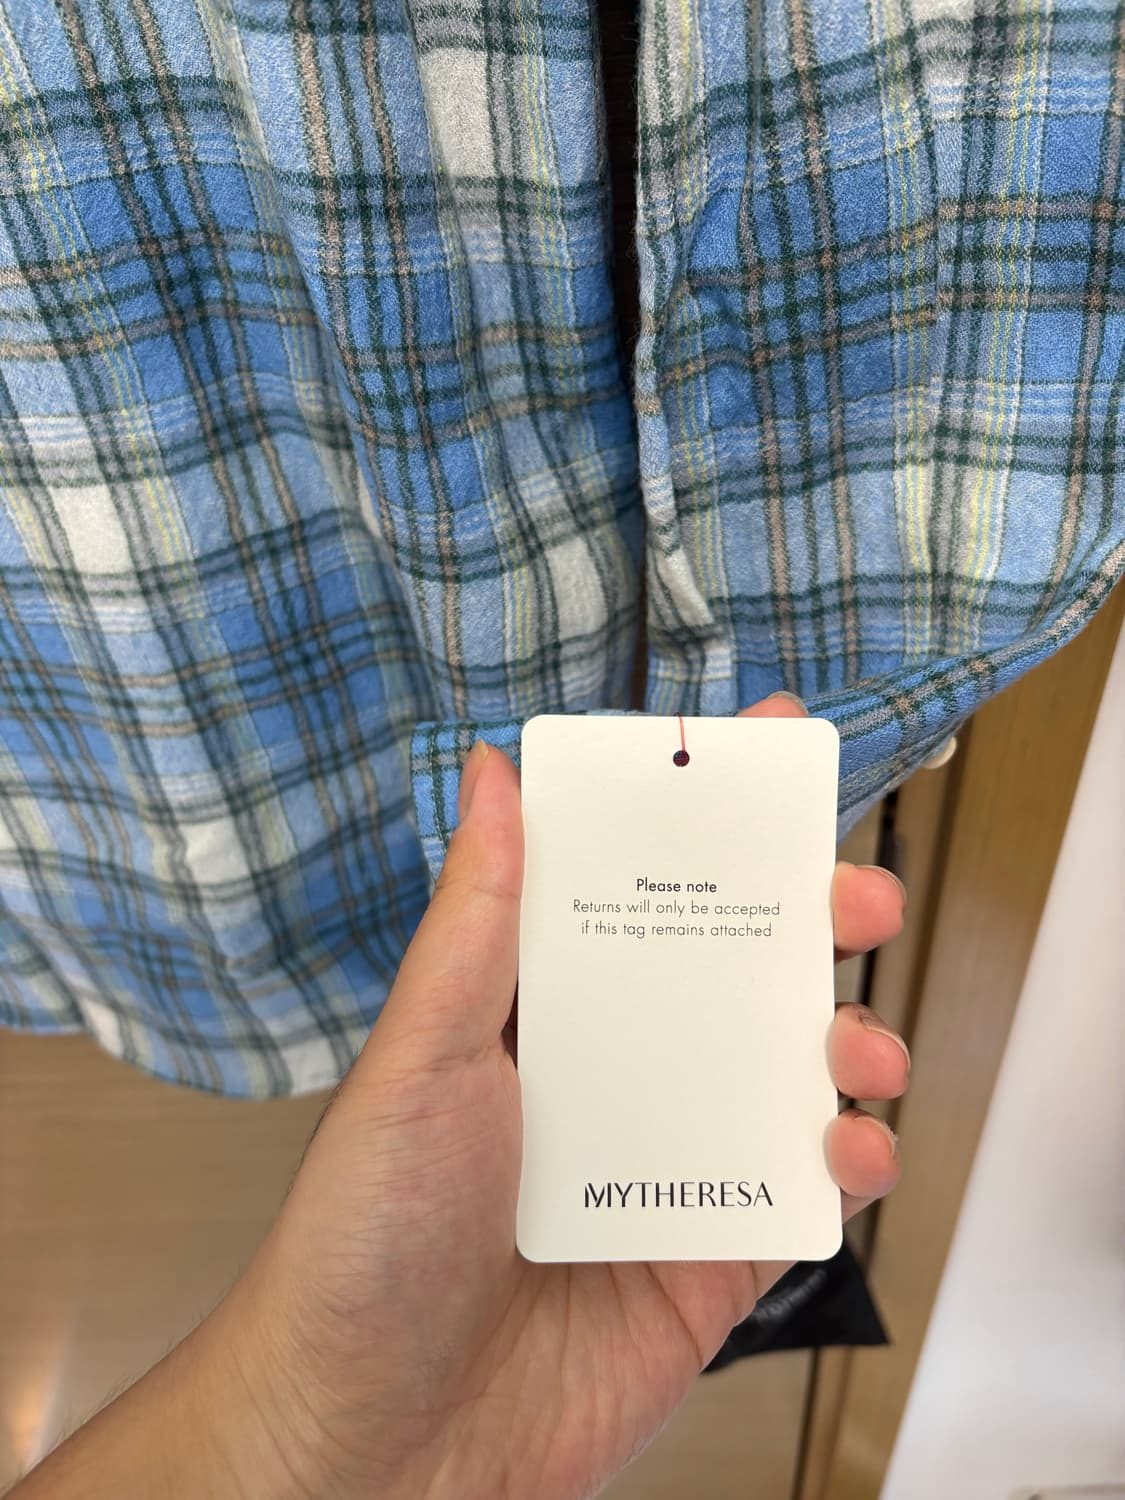 Please note
Returns will only be accepted
if this tag remains attached
MYTHERESA